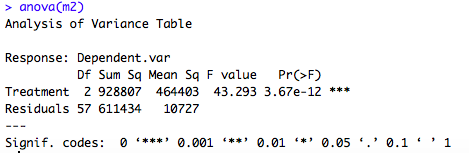 > anova(m2)
Analysis of Variance Table

Response: Dependent.var
          Df Sum Sq Mean Sq F value   Pr(>F)
Treatment  2 928807  464403  43.293 3.67e-12 ***
Residuals 57 611434   10727
---
Signif. codes:  0 ‘***’ 0.001 ‘**’ 0.01 ‘*’ 0.05 ‘.’ 0.1 ‘ ’ 1